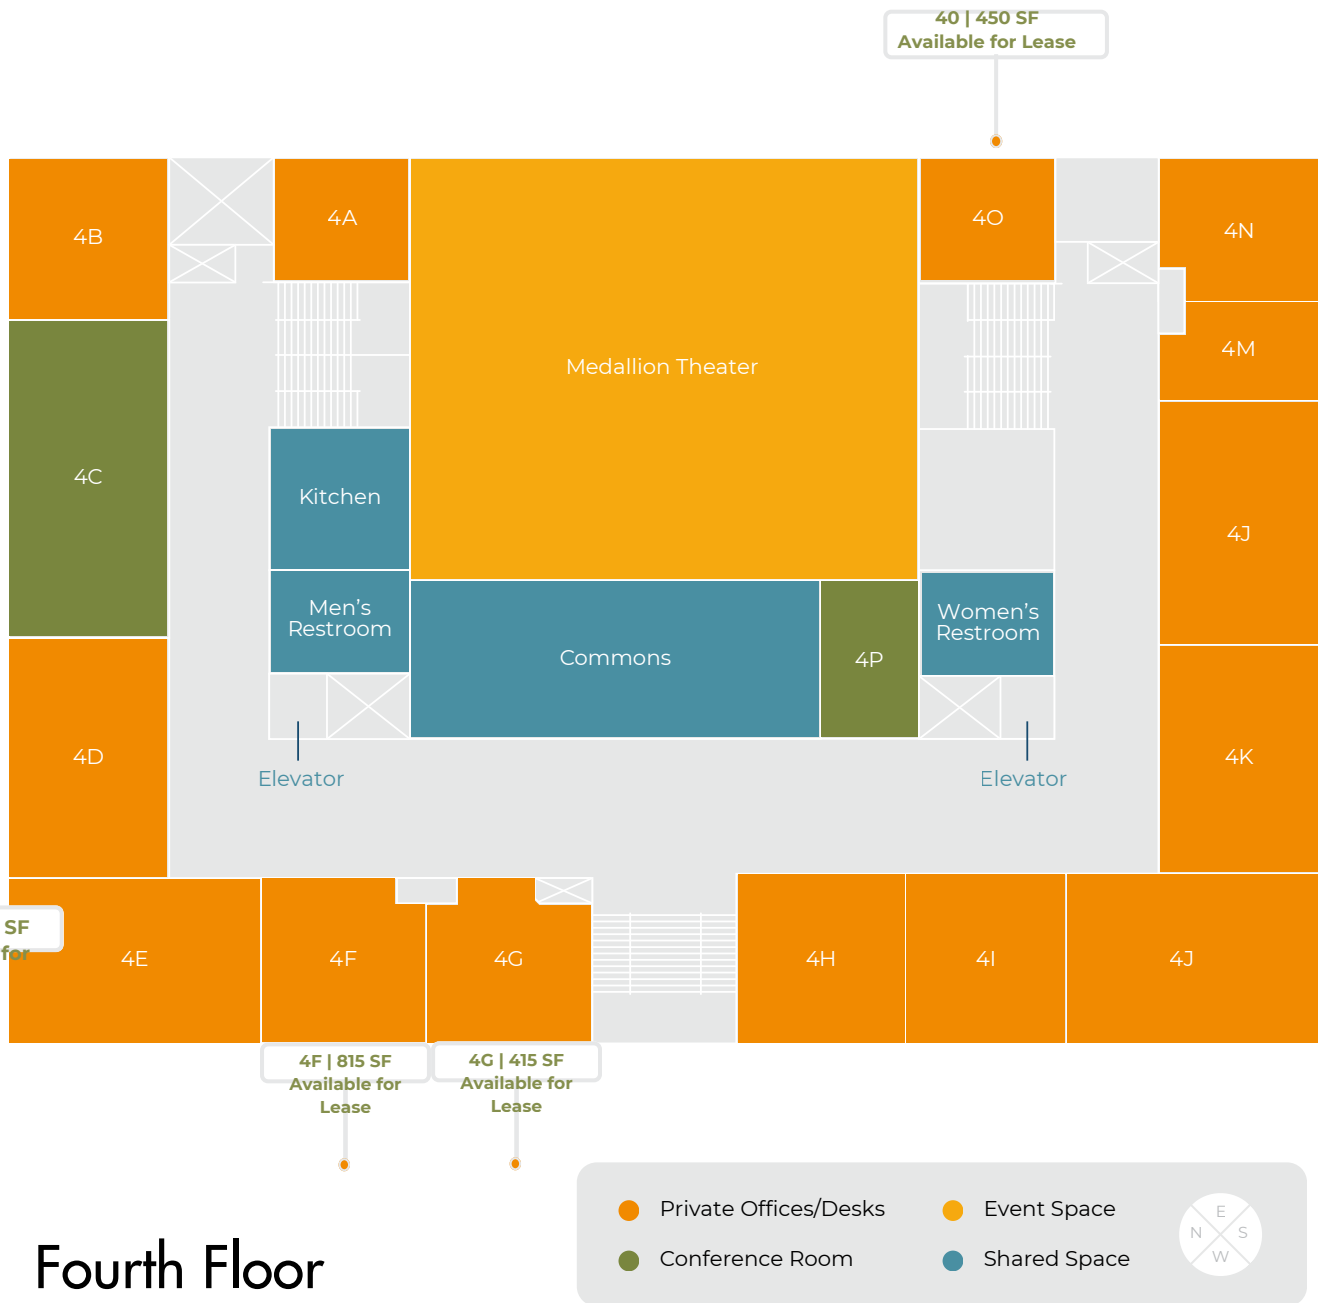 40 | 450 SF
Available for Lease
4B
4A
4O
4N
Medallion Theater
4M
4C
Kitchen
4J
Men’s
Restroom
Commons
4P
Women’s
Restroom
4D
4K
Elevator
Elevator
SF
for
4E
4F
4G
4H
4I
4J
4F | 815 SF
Available for
Lease
4G | 415 SF
Available for
Lease
Private Offices/Desks
Event Space
Conference Room
Shared Space
E
N S
W
Fourth Floor